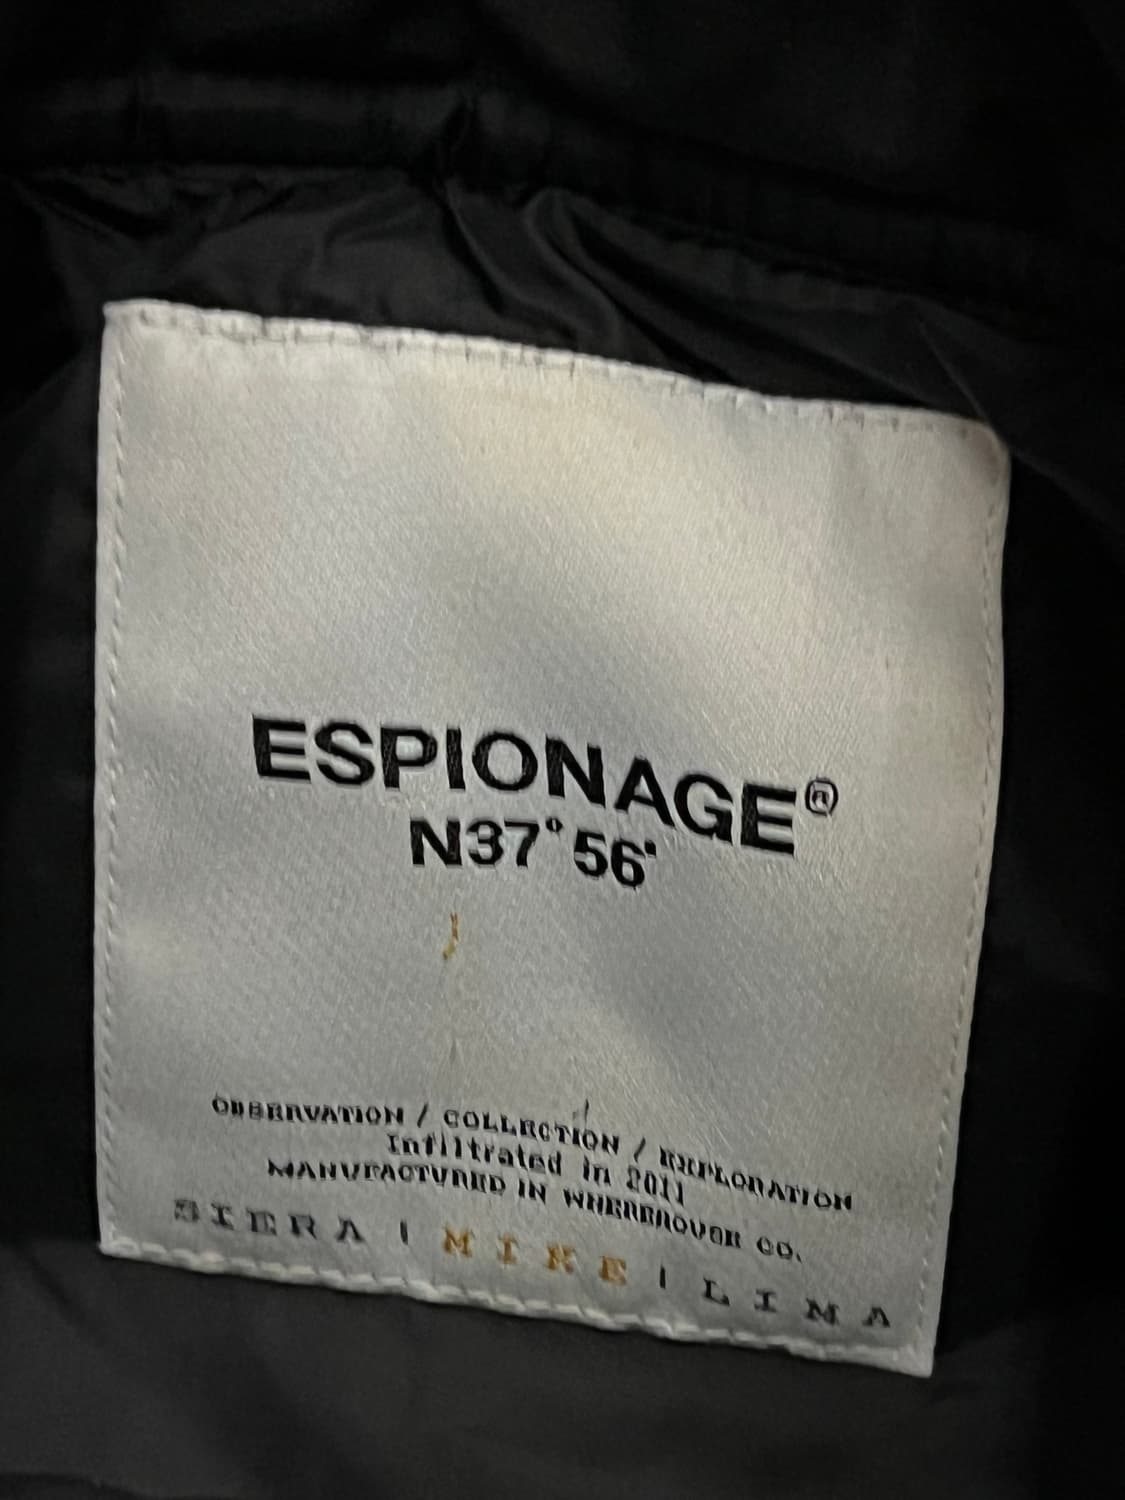 ESPIONAGE®
N37° 56'
OBSERVATION / COLLECTION / EXPLORATION
Infiltrated in 2011
MANUFACTURED IN WHEREROVER CO.
SIERA | MIKE | LIMA